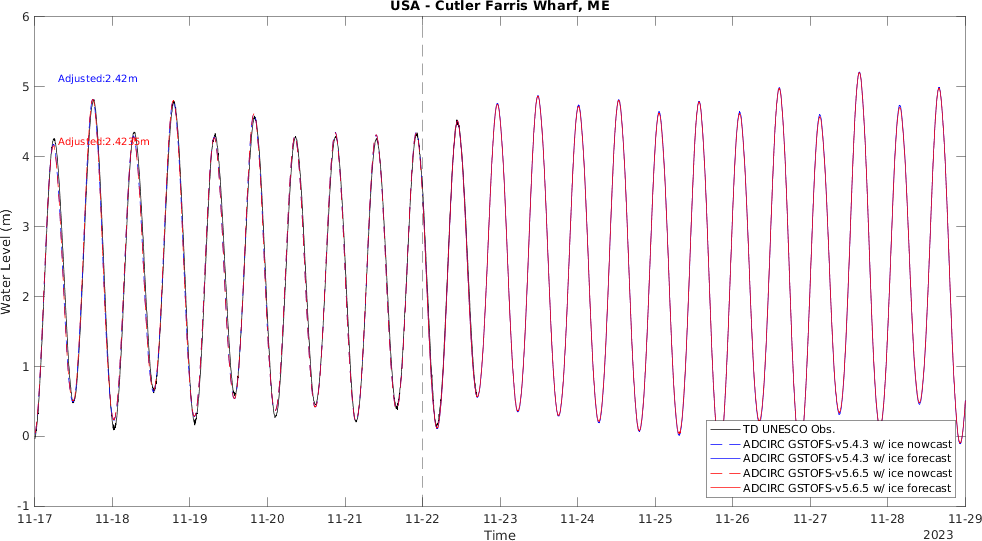 USA - Cutler Farris Wharf, ME
6
5
4
3
2
1
0
-1
Water Level (m)
Adjusted:2.42m
Adjusted:2.4235m
TD UNESCO Obs.
ADCIRC GSTOFS-v5.4.3 w/ ice nowcast
ADCIRC GSTOFS-v5.4.3 w/ ice forecast
ADCIRC GSTOFS-v5.6.5 w/ ice nowcast
ADCIRC GSTOFS-v5.6.5 w/ ice forecast
11-17 11-18 11-19 11-20 11-21 11-22 11-23 11-24 11-25 11-26 11-27 11-28 11-29
Time
2023